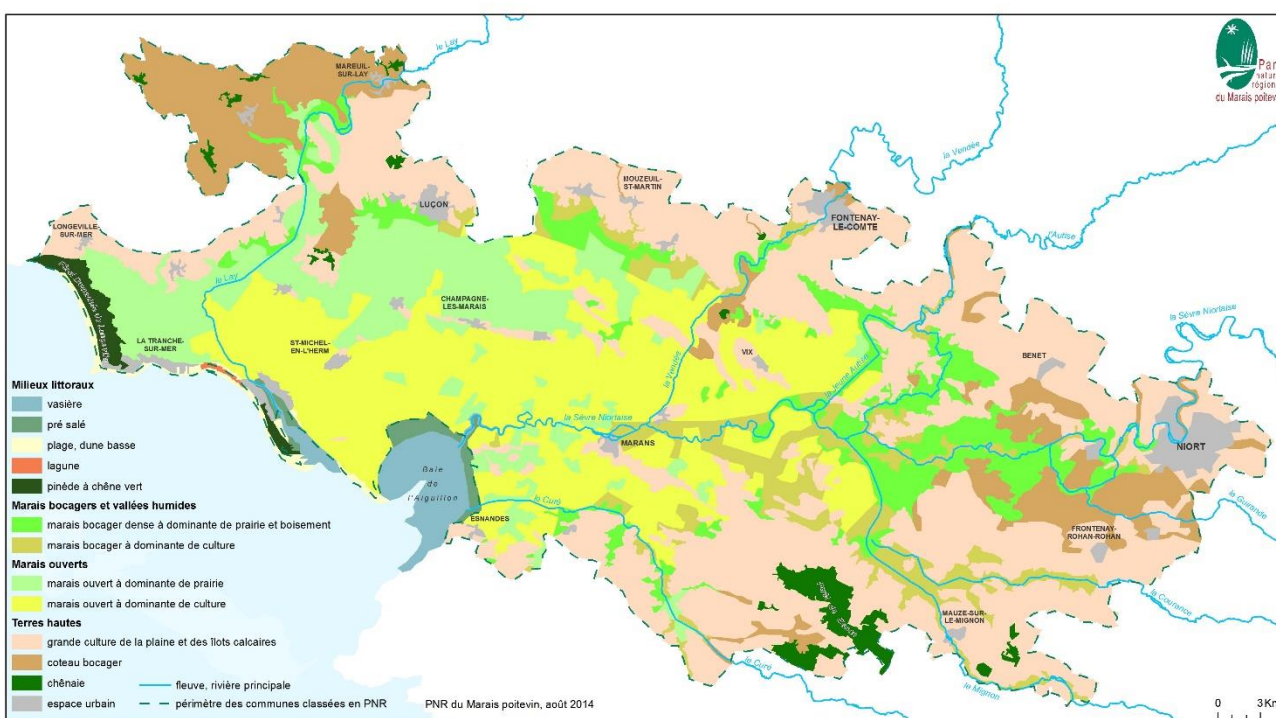 le Lay
MAREUIL-
SUR-LAY
Parc
naturel
régional
du Marais poitevin
la Vendée
MOUZEUIL-
ST-MARTIN
LUÇON
FONTENAY-
LE-COMTE
LONGEVILLE-
SUR-MER
l'Autise
le Lay
CHAMPAGNE-
LES-MARAIS
la Sèvre Niortaise
LA TRANCHE-
SUR-MER
ST-MICHEL-
EN-L'HERM
VIX
BENET
la Vendée
la Jeune Autise
la Sèvre Niortaise
MARANS
NIORT
Baie
de
l'Aiguillon
le Curé
ESNANDES
la Guirande
FRONTENAY-
ROHAN-ROHAN
la Courance
MAUZE-SUR-
LE-MIGNON
le Curé
le Mignon
Milieux littoraux
vasière
pré salé
plage, dune basse
lagune
pinède à chêne vert
Marais bocagers et vallées humides
marais bocager dense à dominante de prairie et boisement
marais bocager à dominante de culture
Marais ouverts
marais ouvert à dominante de prairie
marais ouvert à dominante de culture
Terres hautes
grande culture de la plaine et des îlots calcaires
coteau bocager
chênaie
espace urbain
fleuve, rivière principale
périmètre des communes classées en PNR
PNR du Marais poitevin, août 2014
0 3 Km